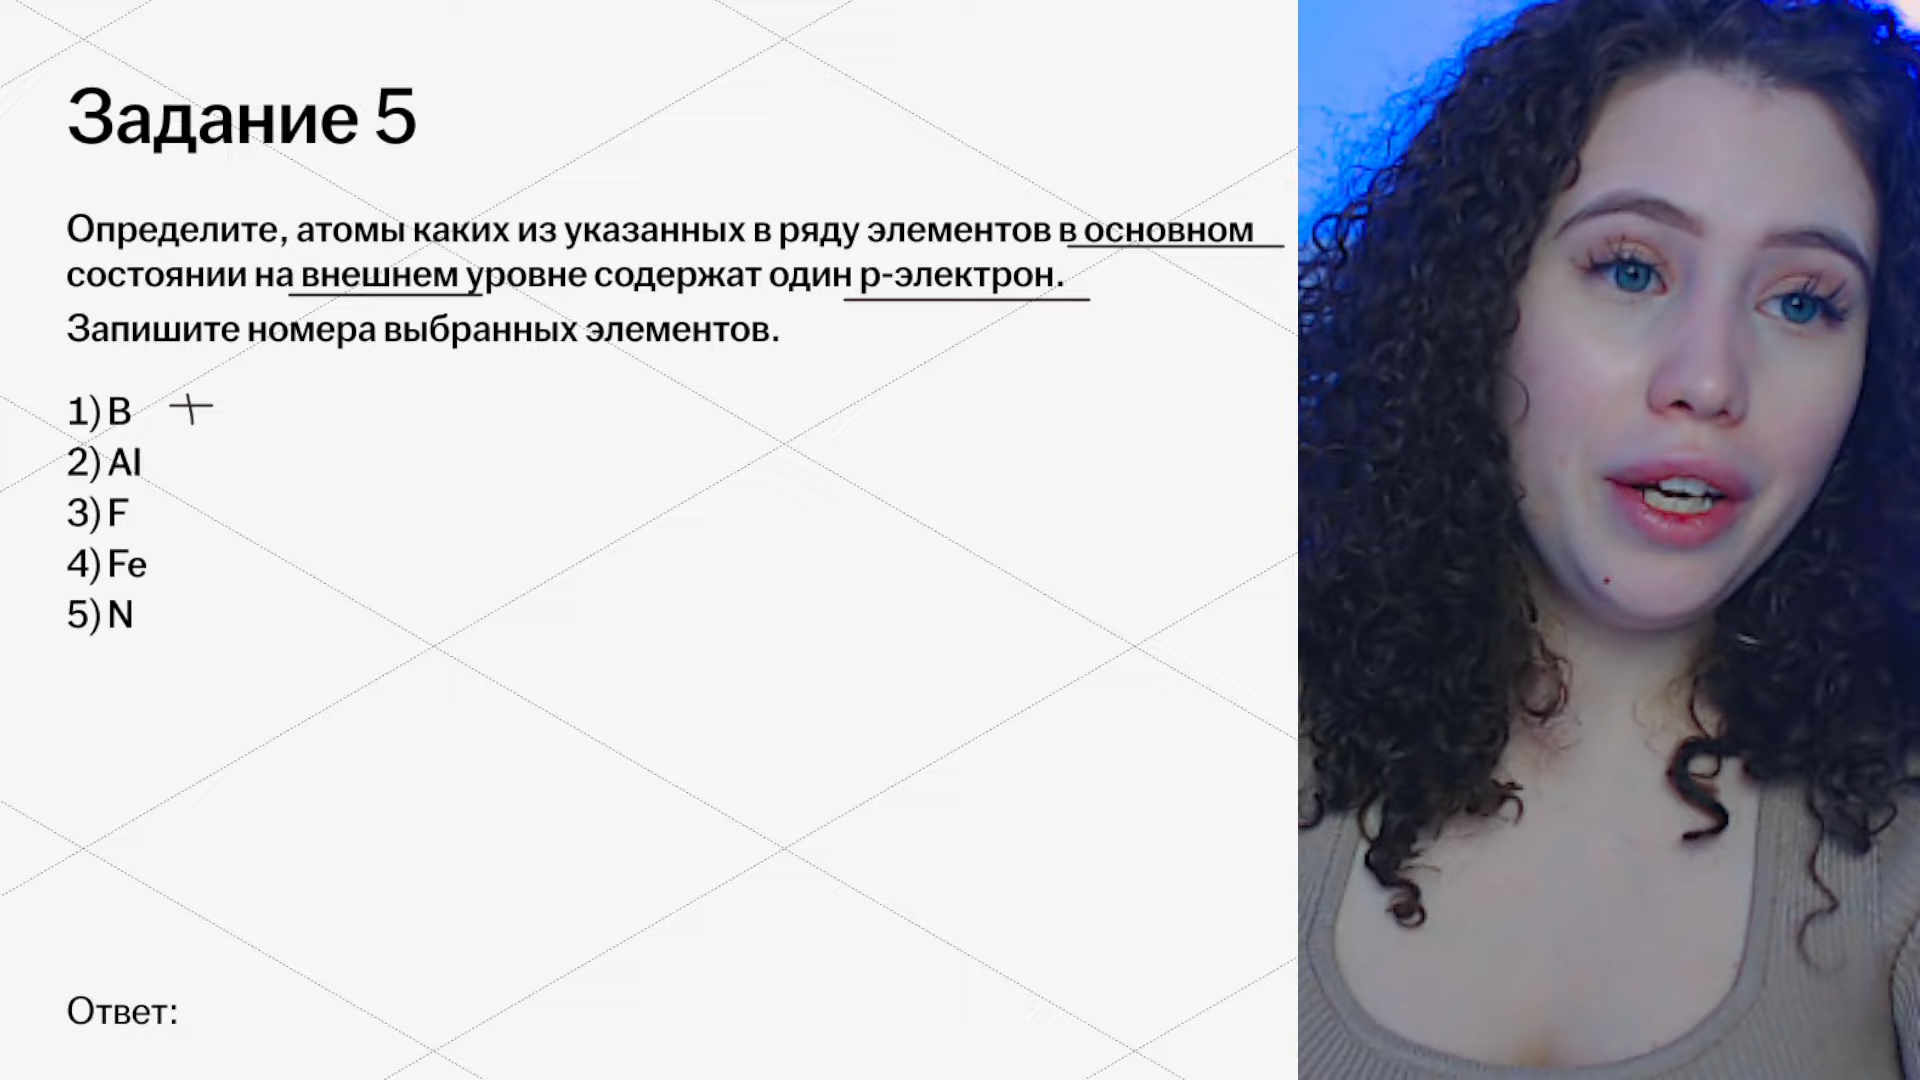 Задание 5
Определите, атомы каких из указанных в ряду элементов в основном
состоянии на внешнем уровне содержат один р-электрон.
Запишите номера выбранных элементов.
1) B +
2) Al
3) F
4) Fe
5) N
Ответ: